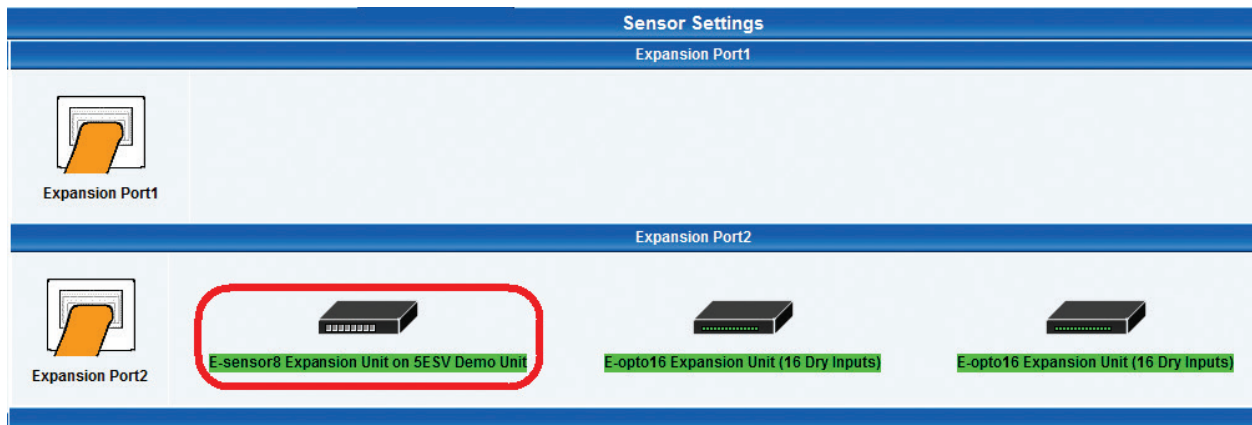 Sensor Settings
Expansion Port1
Expansion Port1
Expansion Port2
Expansion Port2
E-sensor8 Expansion Unit on 5ESV Demo Unit
E-opto16 Expansion Unit (16 Dry Inputs)
E-opto16 Expansion Unit (16 Dry Inputs)